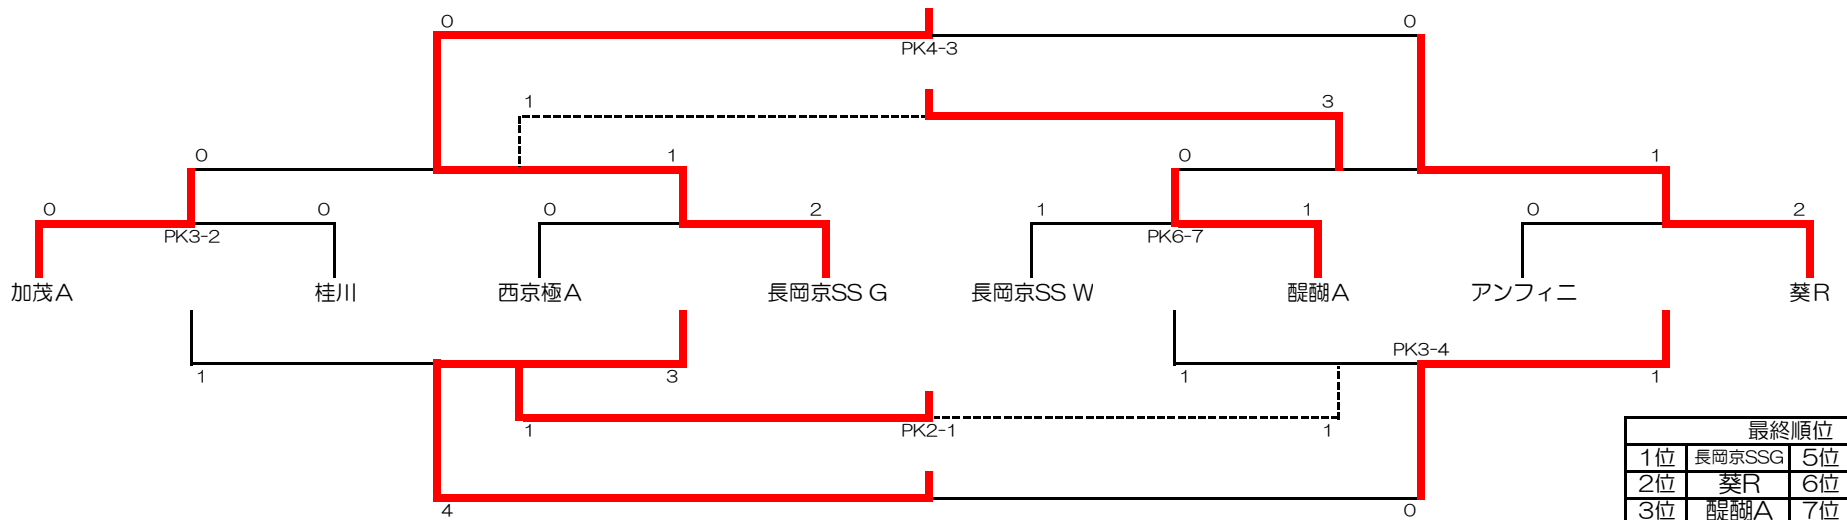 0 0
PK4-3
1 3
0 1 0 1
0 0 0 2 1 1 0 2
PK3-2 PK6-7
加茂A 桂川 西京極A 長岡京SS G 長岡京SS W 醍醐A アンフィニ 葵R
PK3-4
1 3 1 1
1 PK2-1 1
4 0
最終順位
1位 長岡京SSG 5位
2位 葵R 6位
3位 醍醐A 7位